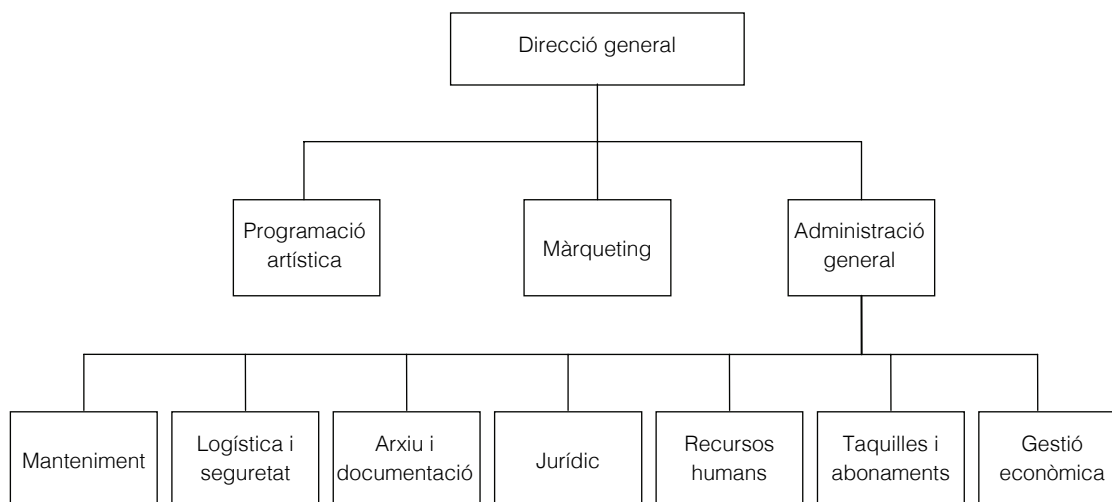 Direcció general
Programació
artística
Màrqueting
Administració
general
Manteniment
Logística i
seguretat
Arxiu i
documentació
Jurídic
Recursos
humans
Taquilles i
abonaments
Gestió
econòmica